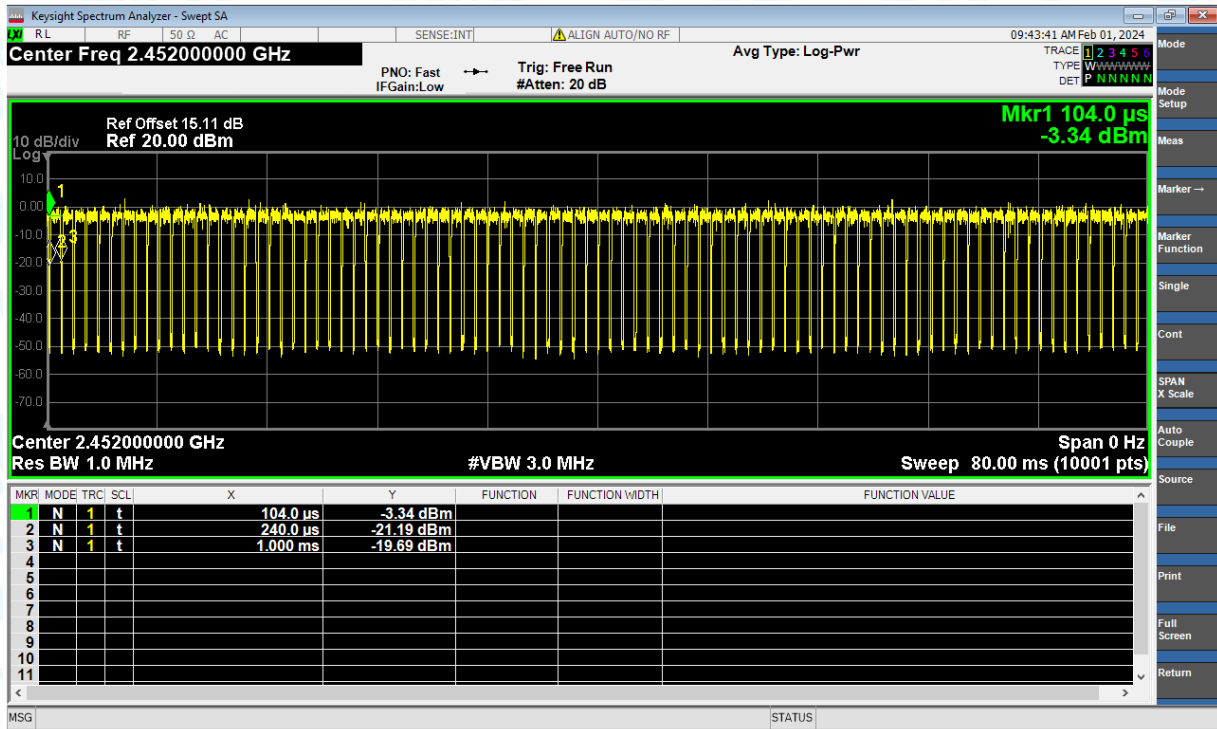 Keysight Spectrum Analyzer - Swept SA
LXI RL RF 50 Ω AC SENSE:INT ALIGN AUTO/NO RF 09:43:41 AM Feb 01, 2024
Center Freq 2.452000000 GHz
Avg Type: Log-Pwr
TRACE 1 2 3 4 5 6
PNO: Fast Trig: Free Run
TYPE W
IFGain:Low #Atten: 20 dB
DET P N N N N N
Ref Offset 15.11 dB
10 dB/div Ref 20.00 dBm
Log
Mkr1 104.0 µs
-3.34 dBm
10.0
0.00
-10.0
-20.0
-30.0
-40.0
-50.0
-60.0
-70.0
1
2
3
Center 2.452000000 GHz Span 0 Hz
Res BW 1.0 MHz #VBW 3.0 MHz Sweep 80.00 ms (10001 pts)
MKR MODE TRC SCL X Y FUNCTION FUNCTION WIDTH FUNCTION VALUE
1 N 1 t 104.0 µs -3.34 dBm
2 N 1 t 240.0 µs -21.19 dBm
3 N 1 t 1.000 ms -19.69 dBm
4
5
6
7
8
9
10
11
MSG STATUS
Mode
Mode
Setup
Meas
Marker →
Marker
Function
Single
Cont
SPAN
X Scale
Auto
Couple
Source
File
Print
Full
Screen
Return